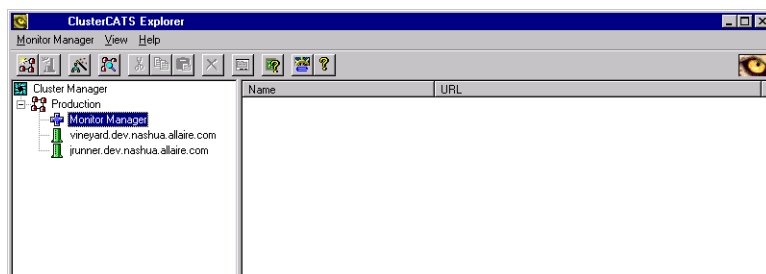 ClusterCATS Explorer
Monitor Manager View Help
Cluster Manager
Name URL
Production
Monitor Manager
vineyard.dev.nashua.allaire.com
jrunner.dev.nashua.allaire.com